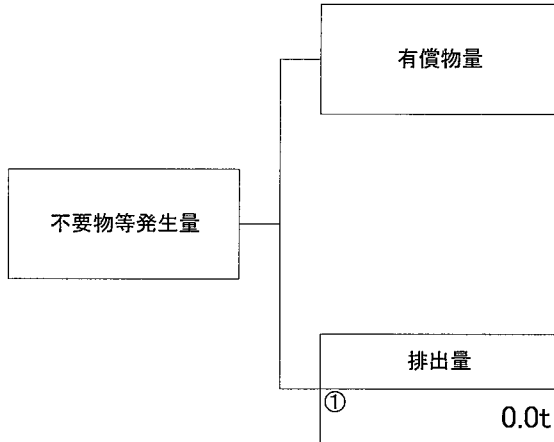 有償物量
不要物等発生量
排出量
①
0.0t